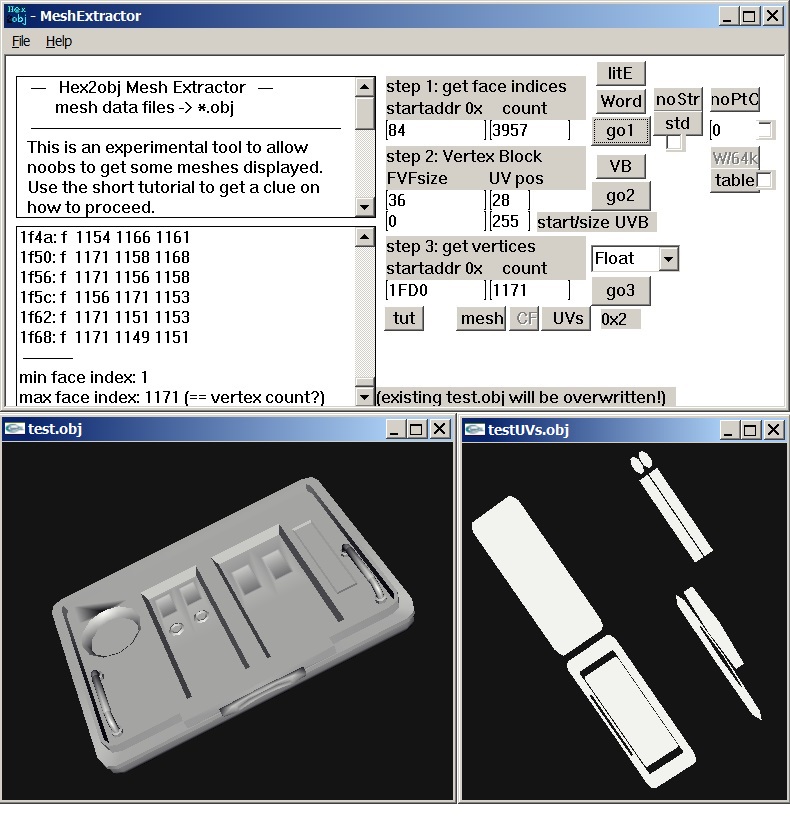 Hex obj - MeshExtractor
File Help
— Hex2obj Mesh Extractor —
mesh data files -> *.obj
This is an experimental tool to allow
noobs to get some meshes displayed.
Use the short tutorial to get a clue on
how to proceed.
1f4a: f 1154 1166 1161
1f50: f 1171 1158 1168
1f56: f 1171 1156 1158
1f5c: f 1156 1171 1153
1f62: f 1171 1151 1153
1f68: f 1171 1149 1151
min face index: 1
max face index: 1171 (== vertex count?)
step 1: get face indices
startaddr 0x count
84 3957
litE
Word
go1
noStr
std
noPtC
0
step 2: Vertex Block
FVFsize UV pos
36 28
0 255 start/size UVB
VB
go2
W/64k
table
step 3: get vertices
startaddr 0x count
1FD0 1171
Float
go3
tut mesh CF UVs 0x2
(existing test.obj will be overwritten!)
test.obj
testUVs.obj